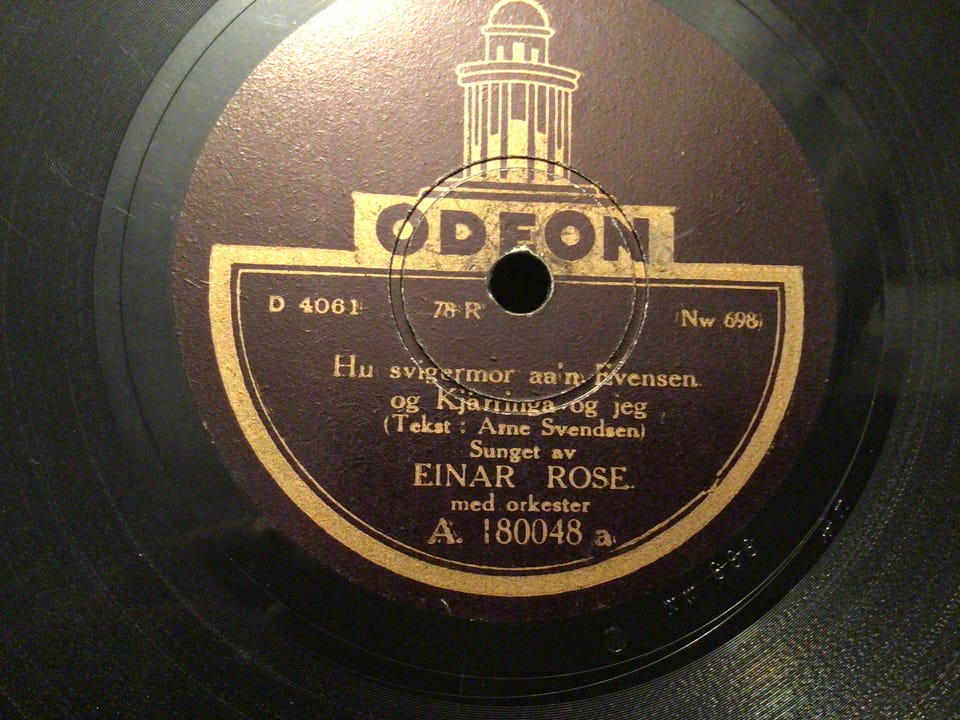 ODEON
D 4061 78 R (Nw 698)
Hu svigermor aa'n Evensen.
og Kjärringa og jeg
(Tekst : Arne Svendsen)
Sunget av
EINAR ROSE.
med orkester
A. 180048 a